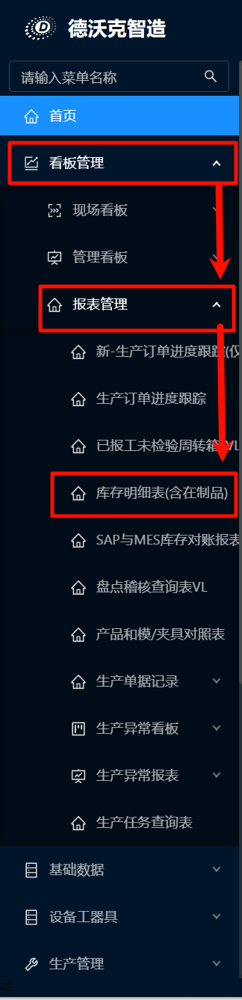 德沃克智造
请输入菜单名称
首页
看板管理
现场看板
管理看板
报表管理
新-生产订单进度跟踪(仅
生产订单进度跟踪
已报工未检验周转箱 VL
库存明细表(含在制品)
SAP与MES库存对账报表
盘点稽核查询表VL
产品和模/夹具对照表
生产单据记录
生产异常看板
生产异常报表
生产任务查询表
基础数据
设备工器具
生产管理